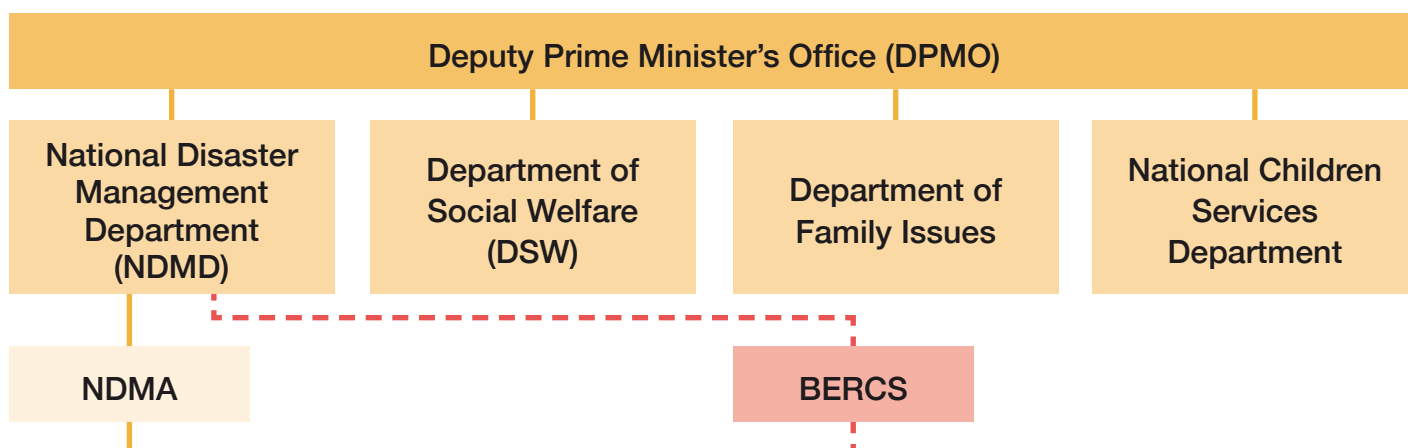 Deputy Prime Minister’s Office (DPMO)
National Disaster
Management
Department
(NDMD)
Department of
Social Welfare
(DSW)
Department of
Family Issues
National Children
Services
Department
NDMA
BERCS